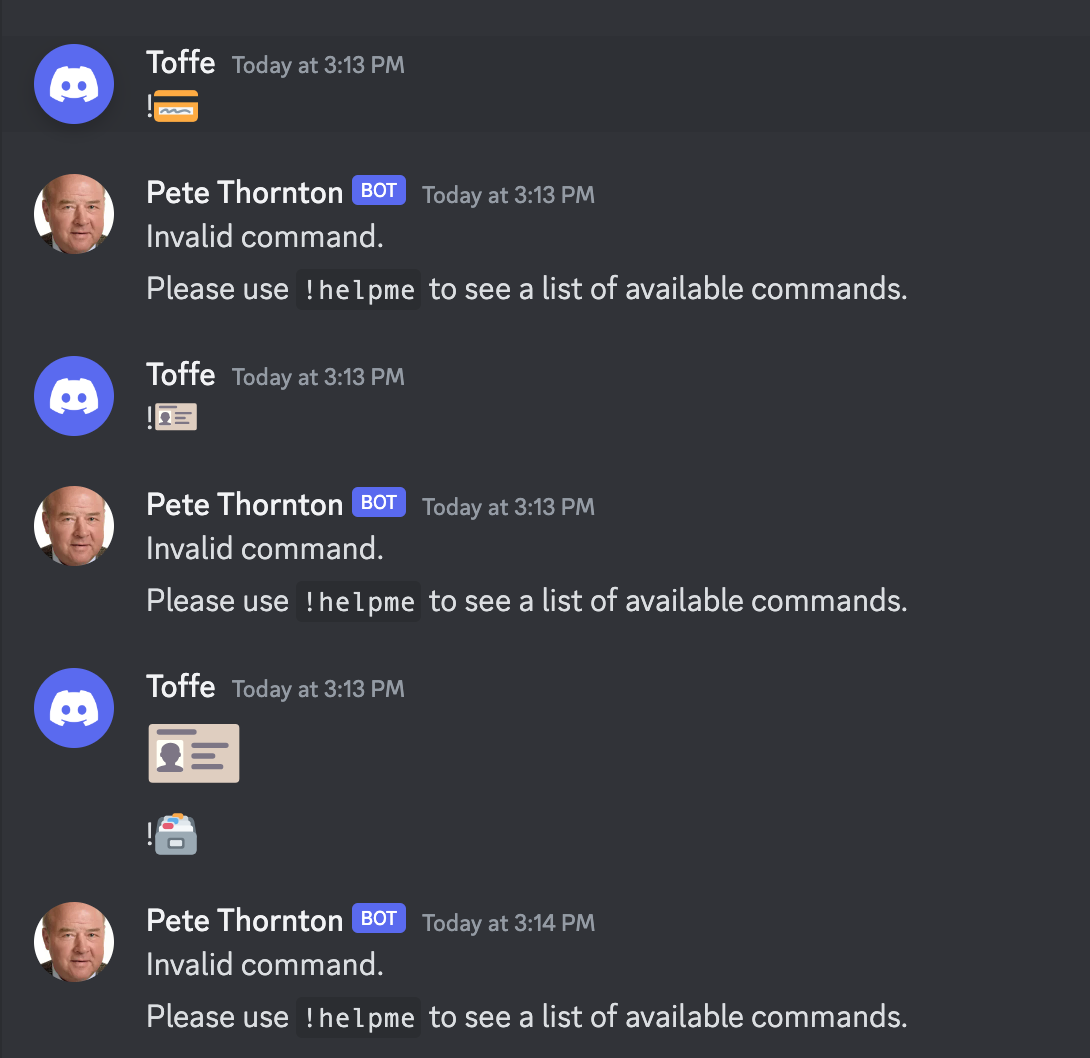 Toffe Today at 3:13 PM
!💳
Pete Thornton BOT Today at 3:13 PM
Invalid command.
Please use !helpme to see a list of available commands.
Toffe Today at 3:13 PM
!🪪
Pete Thornton BOT Today at 3:13 PM
Invalid command.
Please use !helpme to see a list of available commands.
Toffe Today at 3:13 PM
🪪
!🗃️
Pete Thornton BOT Today at 3:14 PM
Invalid command.
Please use !helpme to see a list of available commands.